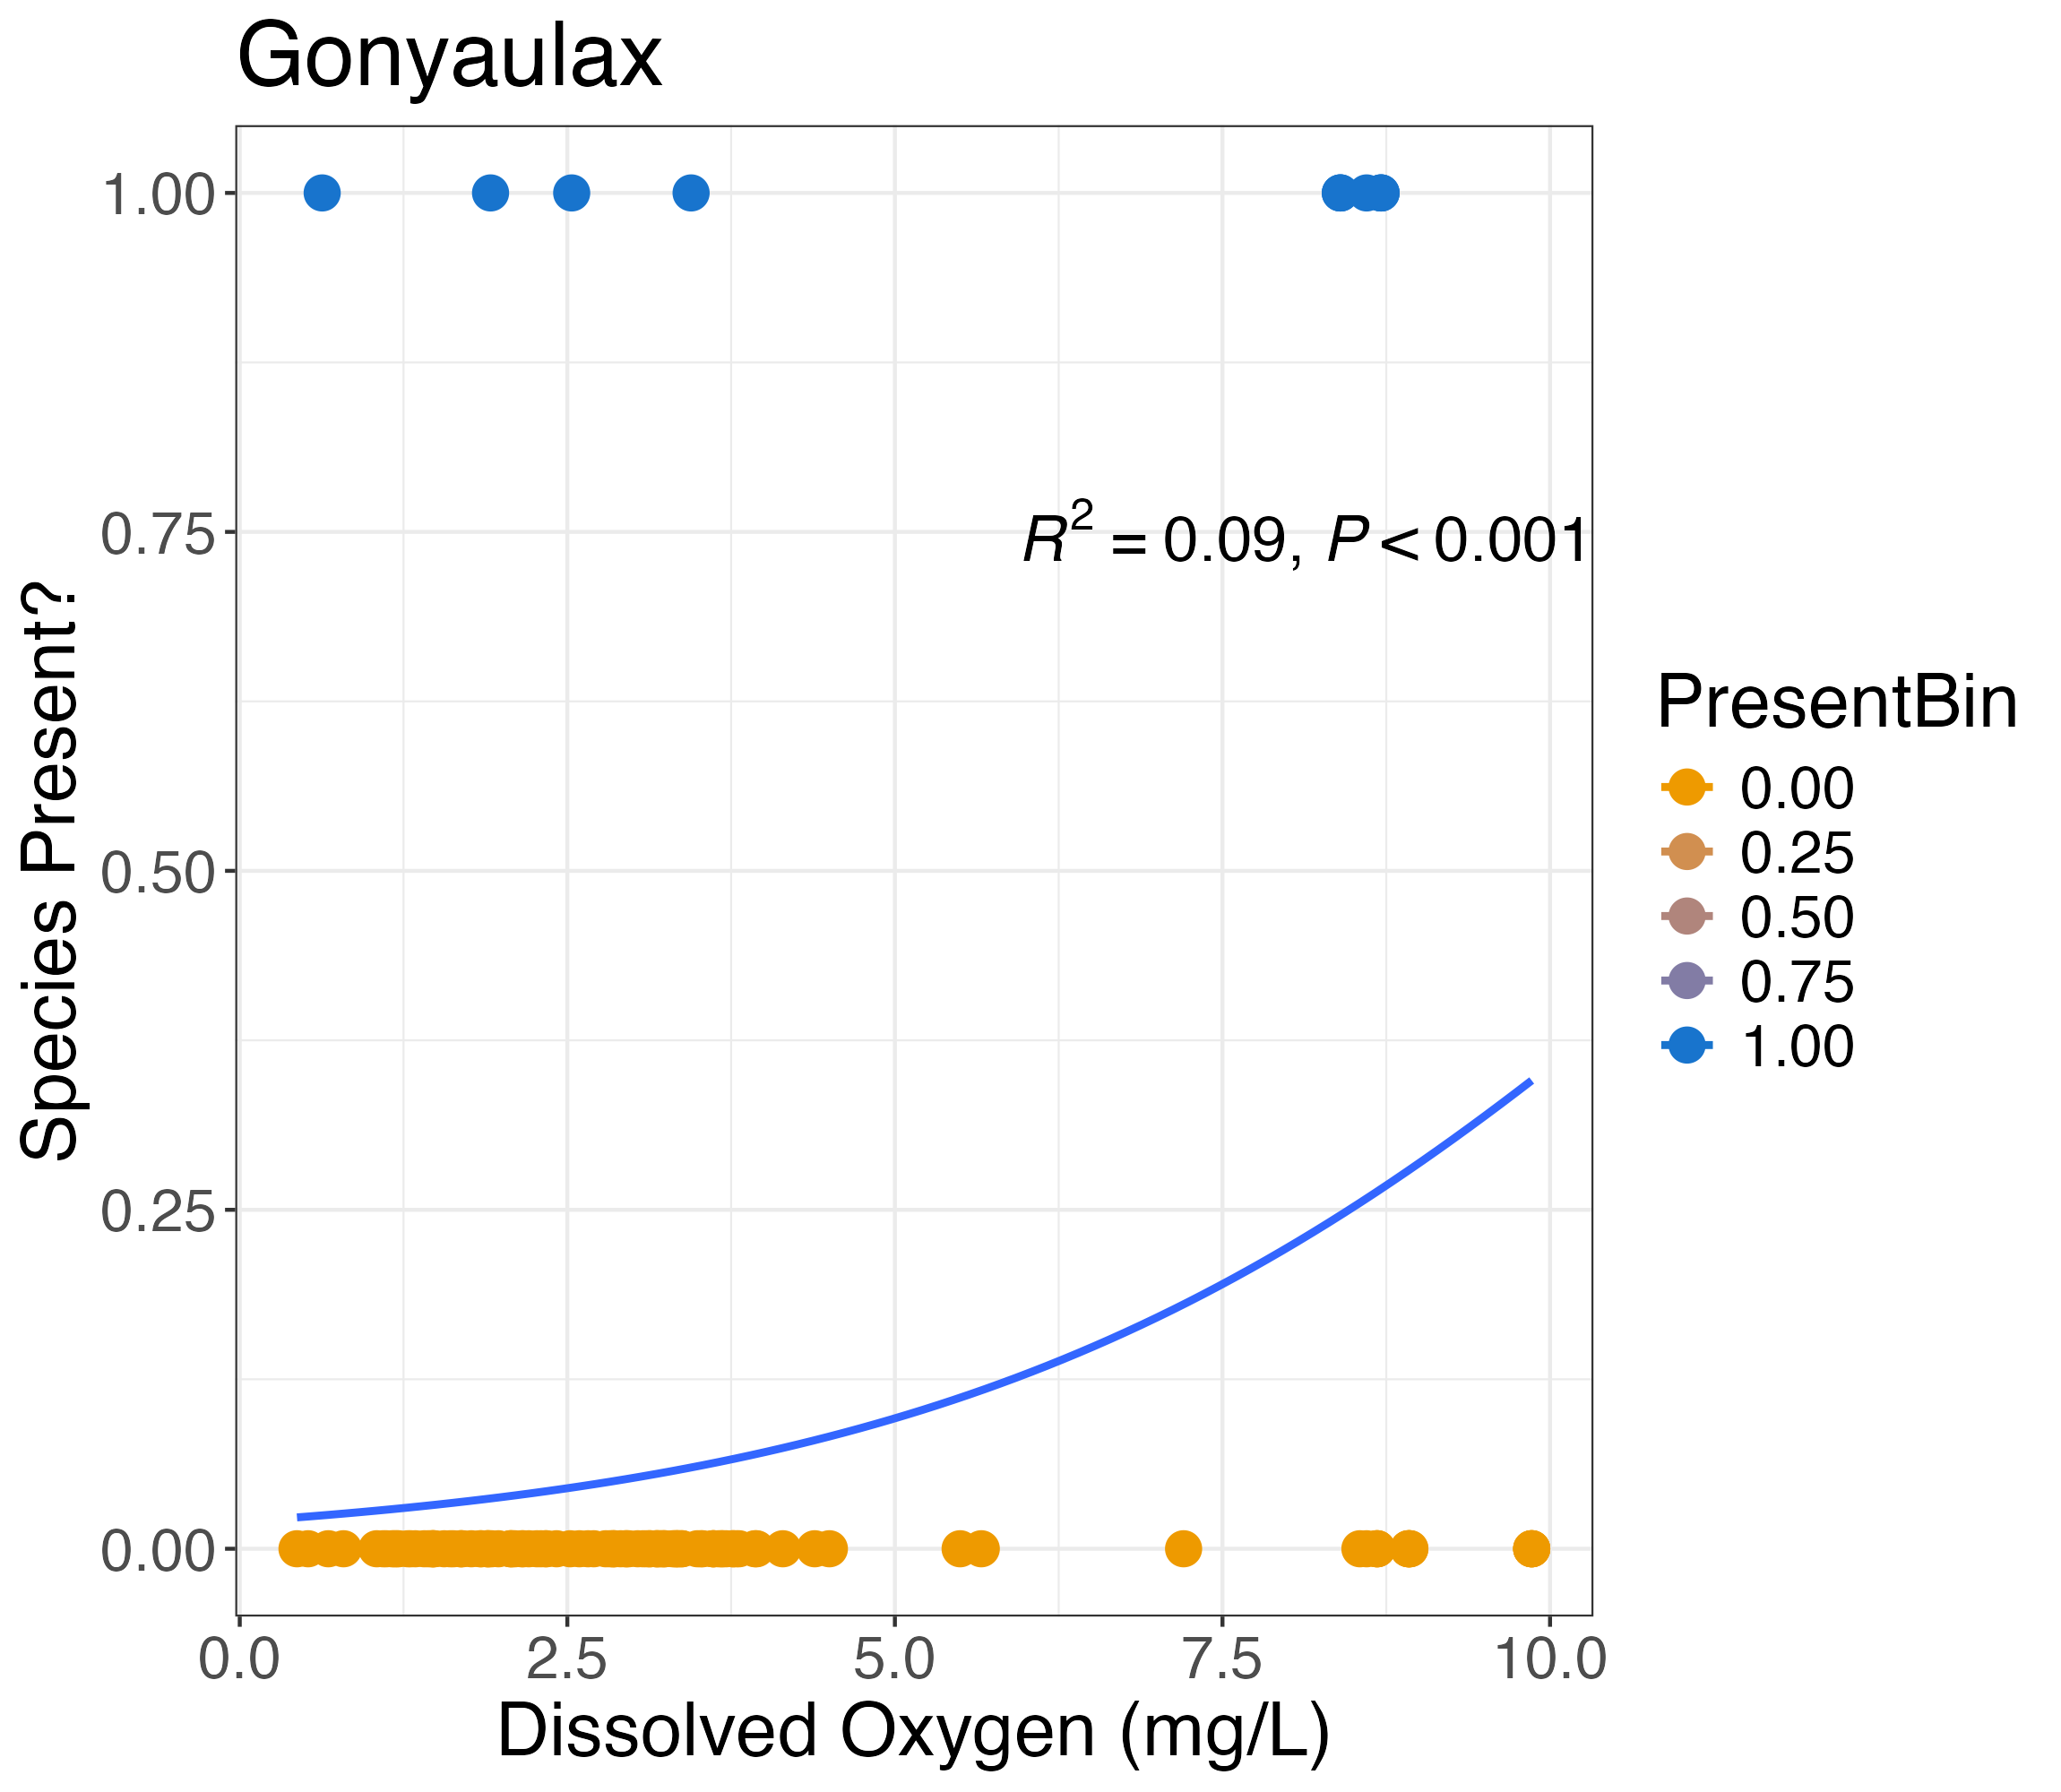 Gonyaulax
1.00
0.75
0.50
0.25
0.00
Species Present?
R² = 0.09, P < 0.001
0.0 2.5 5.0 7.5 10.0
Dissolved Oxygen (mg/L)
PresentBin
0.00
0.25
0.50
0.75
1.00